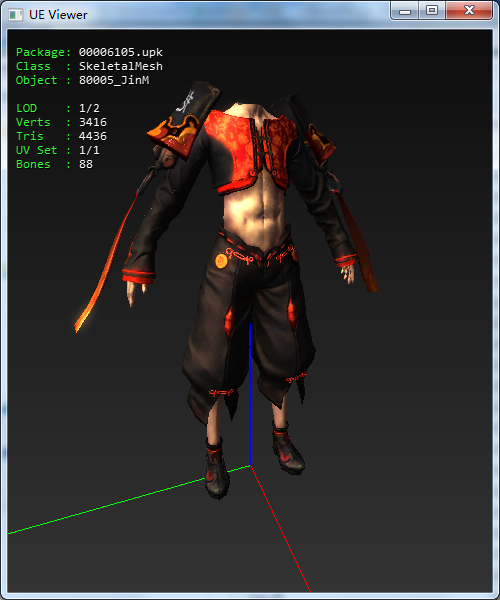 UE Viewer
Package: 00006105.upk
Class : SkeletalMesh
Object : 80005_JinM
LOD : 1/2
Verts : 3416
Tris : 4436
UV Set : 1/1
Bones : 88